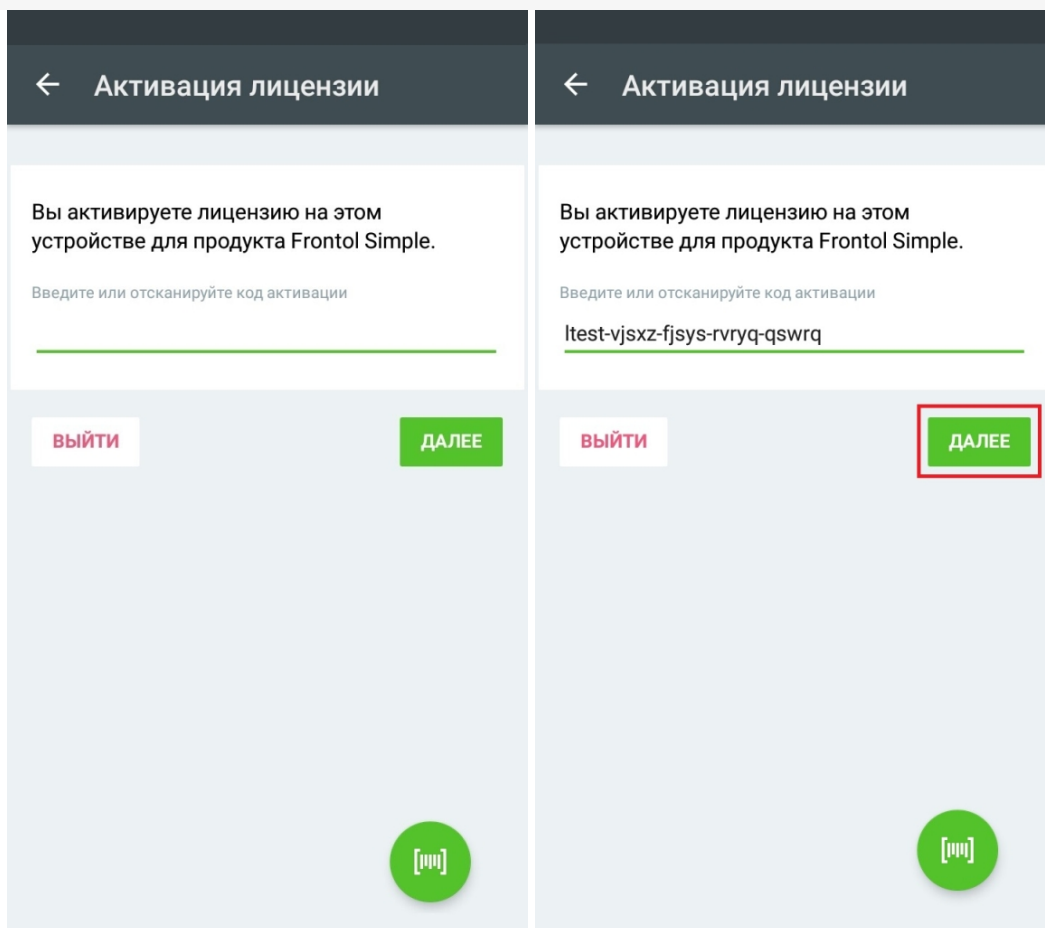 Активация лицензии
Вы активируете лицензию на этом
устройстве для продукта Frontol Simple.
Введите или отсканируйте код активации
ВЫЙТИ
ДАЛЕЕ
Активация лицензии
Вы активируете лицензию на этом
устройстве для продукта Frontol Simple.
Введите или отсканируйте код активации
ltest-vjsxz-fjsys-rvryq-qswrq
ВЫЙТИ
ДАЛЕЕ